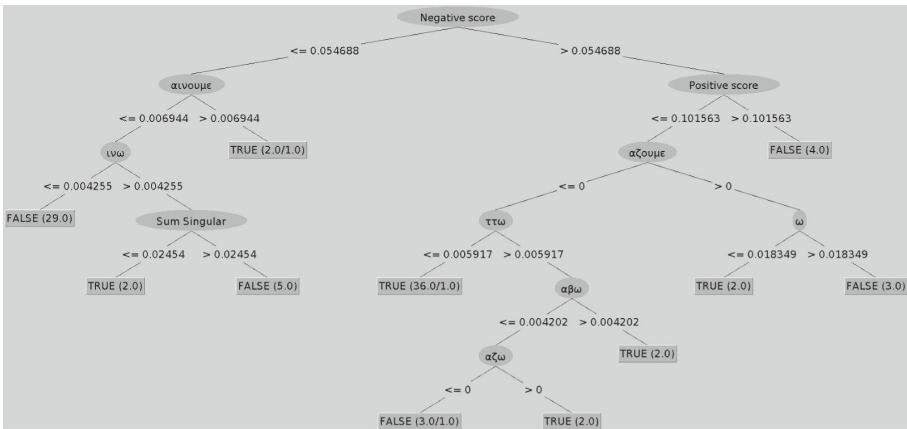 Negative score
<= 0.054688 > 0.054688
αινουμε Positive score
<= 0.006944 > 0.006944 <= 0.101563 > 0.101563
ινω TRUE (2.0/1.0) αζουμε FALSE (4.0)
<= 0.004255 > 0.004255 <= 0 > 0
FALSE (29.0) Sum Singular ττω ω
<= 0.02454 > 0.02454 <= 0.005917 > 0.005917 <= 0.018349 > 0.018349
TRUE (2.0) FALSE (5.0) TRUE (36.0/1.0) αβω TRUE (2.0) FALSE (3.0)
<= 0.004202 > 0.004202
αζω TRUE (2.0)
<= 0 > 0
FALSE (3.0/1.0) TRUE (2.0)